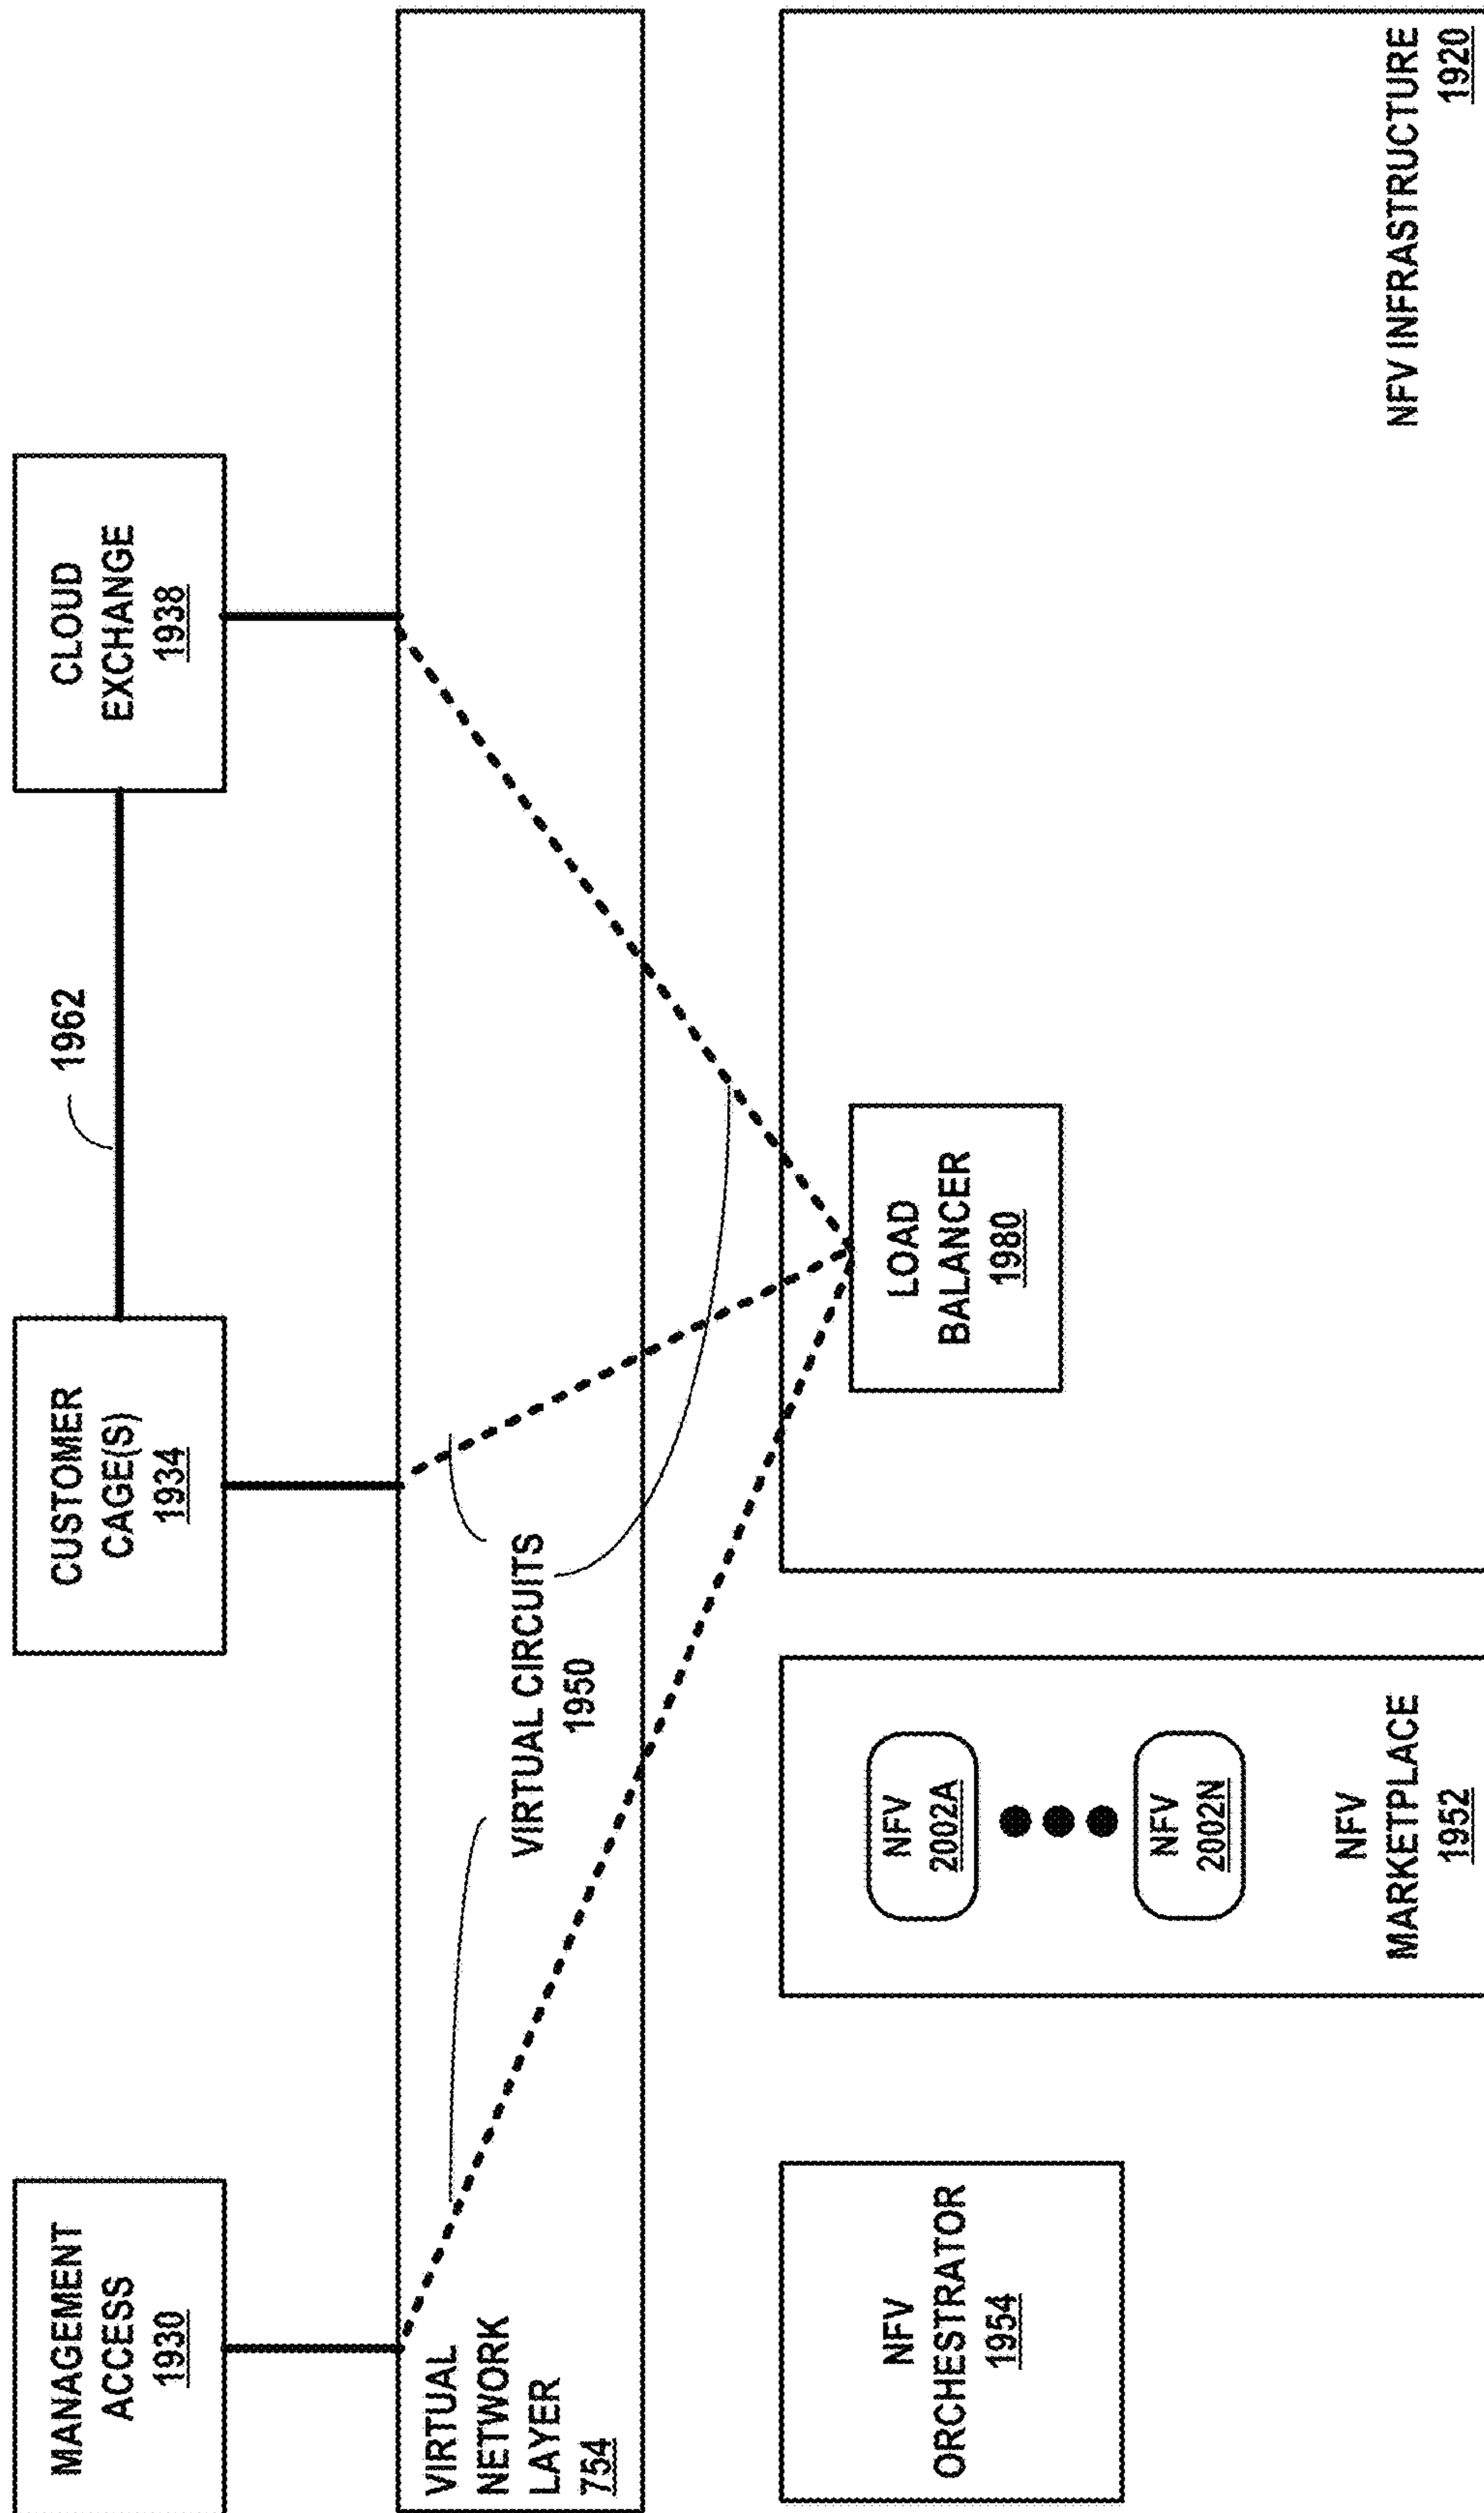 MANAGEMENT
ACCESS
1930
CUSTOMER
CAGE(S)
1934
1962
CLOUD
EXCHANGE
1938
VIRTUAL
NETWORK
LAYER
754
VIRTUAL CIRCUITS
1950
NFV
ORCHESTRATOR
1954
NFV
2002A
NFV
2002N
NFV
MARKETPLACE
1952
LOAD
BALANCER
1980
NFV INFRASTRUCTURE
1920